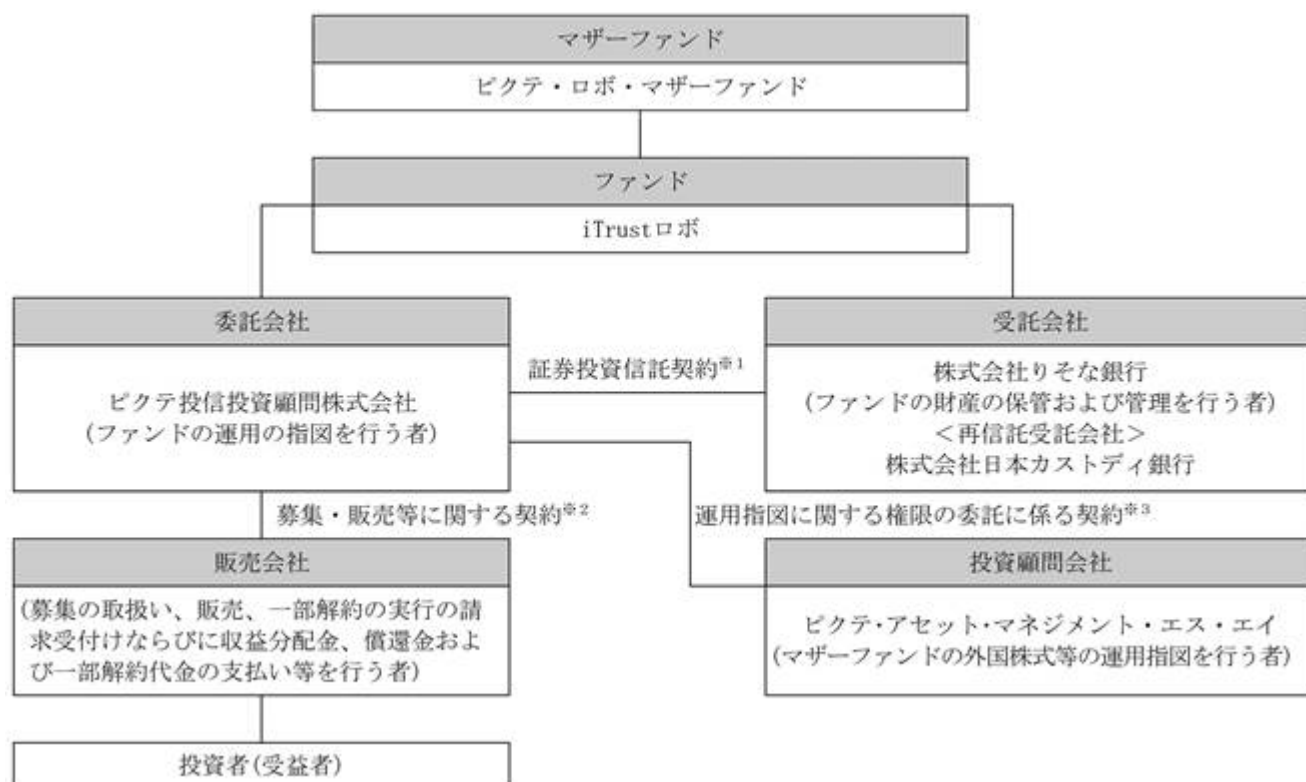 マザーファンド
ピクテ・ロボ・マザーファンド
ファンド
iTrustロボ
委託会社
ピクテ投信投資顧問株式会社
(ファンドの運用の指図を行う者)
証券投資信託契約※1
受託会社
株式会社りそな銀行
(ファンドの財産の保管および管理を行う者)
<再信託受託会社>
株式会社日本カストディ銀行
募集・販売等に関する契約※2
運用指図に関する権限の委託に係る契約※3
販売会社
(募集の取扱い、販売、一部解約の実行の請
求受付けならびに収益分配金、償還金およ
び一部解約代金の支払い等を行う者)
投資顧問会社
ピクテ・アセット・マネジメント・エス・エイ
(マザーファンドの外国株式等の運用指図を行う者)
投資者(受益者)